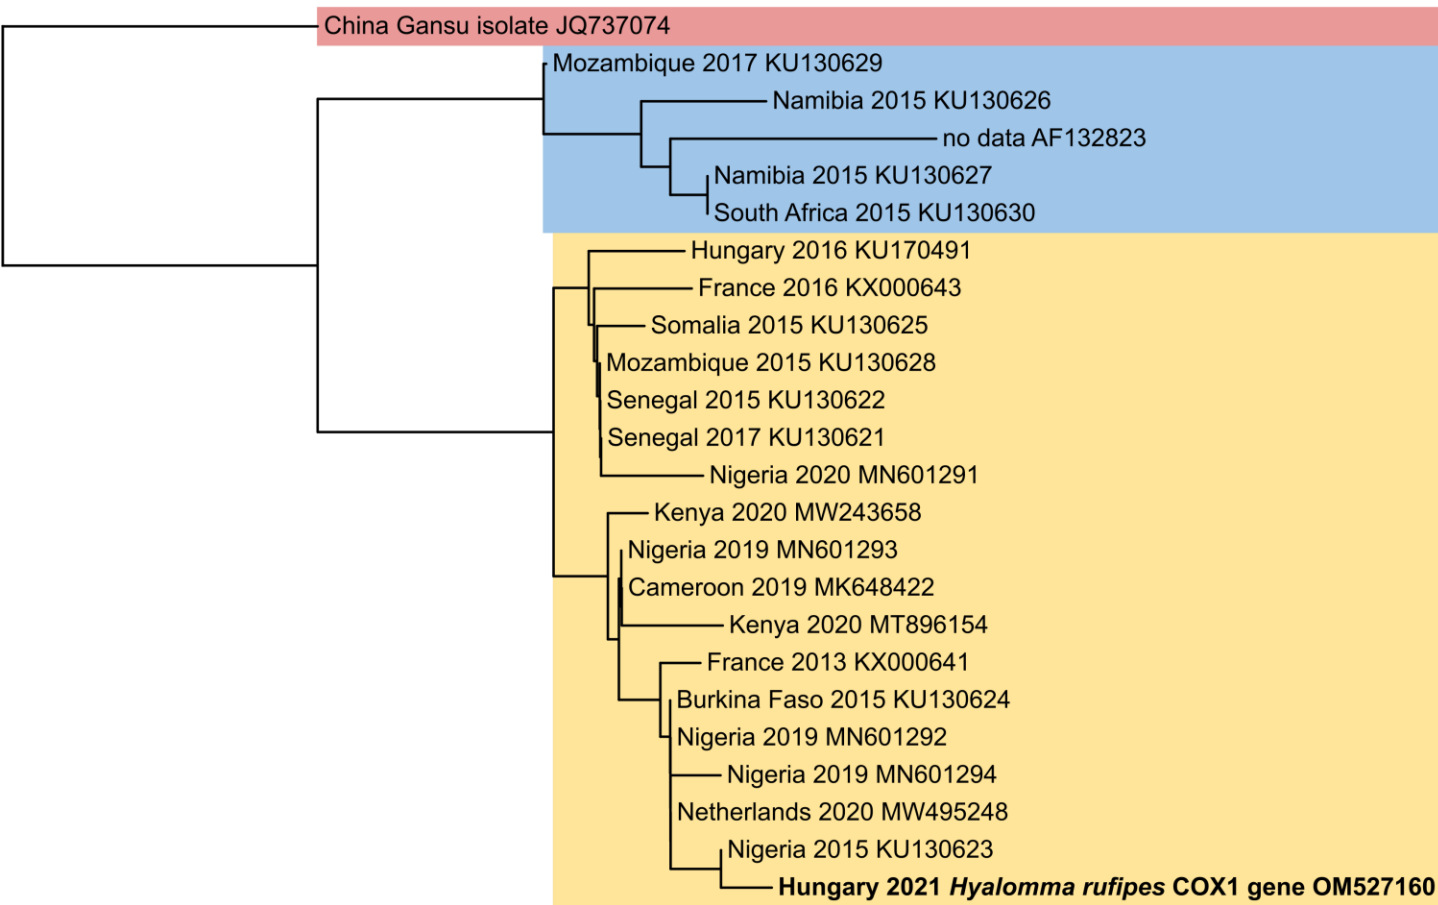 China Gansu isolate JQ737074
Mozambique 2017 KU130629
Namibia 2015 KU130626
no data AF132823
Namibia 2015 KU130627
South Africa 2015 KU130630
Hungary 2016 KU170491
France 2016 KX000643
Somalia 2015 KU130625
Mozambique 2015 KU130628
Senegal 2015 KU130622
Senegal 2017 KU130621
Nigeria 2020 MN601291
Kenya 2020 MW243658
Nigeria 2019 MN601293
Cameroon 2019 MK648422
Kenya 2020 MT896154
France 2013 KX000641
Burkina Faso 2015 KU130624
Nigeria 2019 MN601292
Nigeria 2019 MN601294
Netherlands 2020 MW495248
Nigeria 2015 KU130623
Hungary 2021 Hyalomma rufipes COX1 gene OM527160